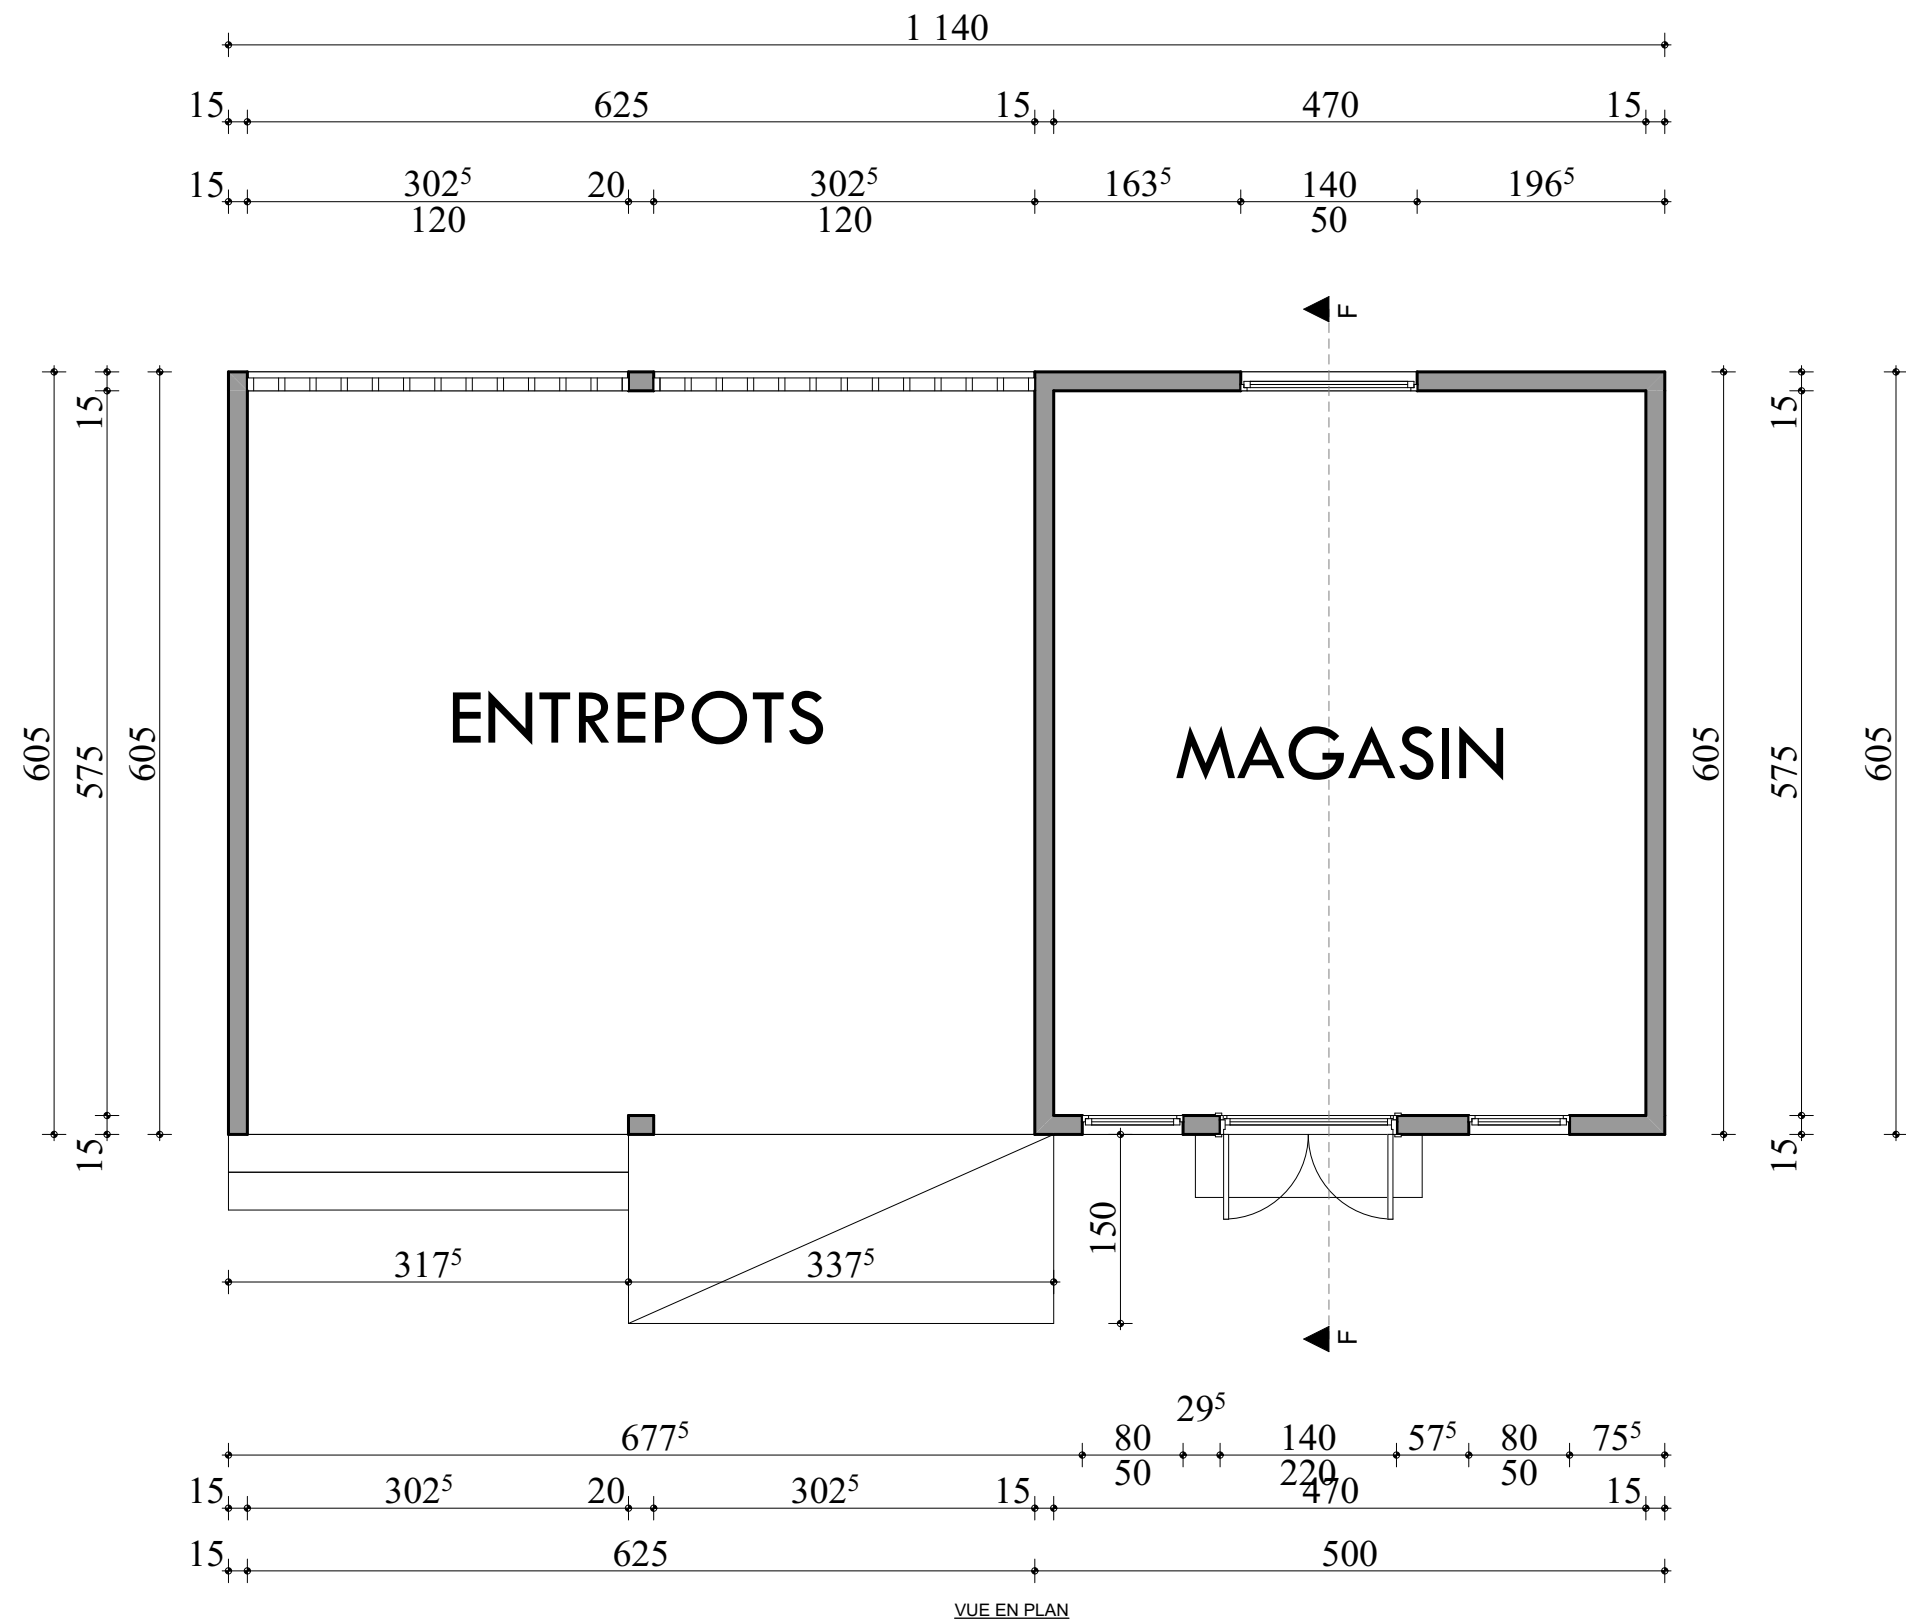 1 140
15 625 15 470 15
15 302⁵ 20 302⁵ 163⁵ 140 196⁵
120 120 50
F
15 15
ENTREPOTS
MAGASIN
605 575 605 605 575 605
15 15
150
317⁵ 337⁵
F
29⁵
677⁵ 80 140 57⁵ 80 75⁵
50 220 50
15 302⁵ 20 302⁵ 15 470 15
15 625 500
VUE EN PLAN